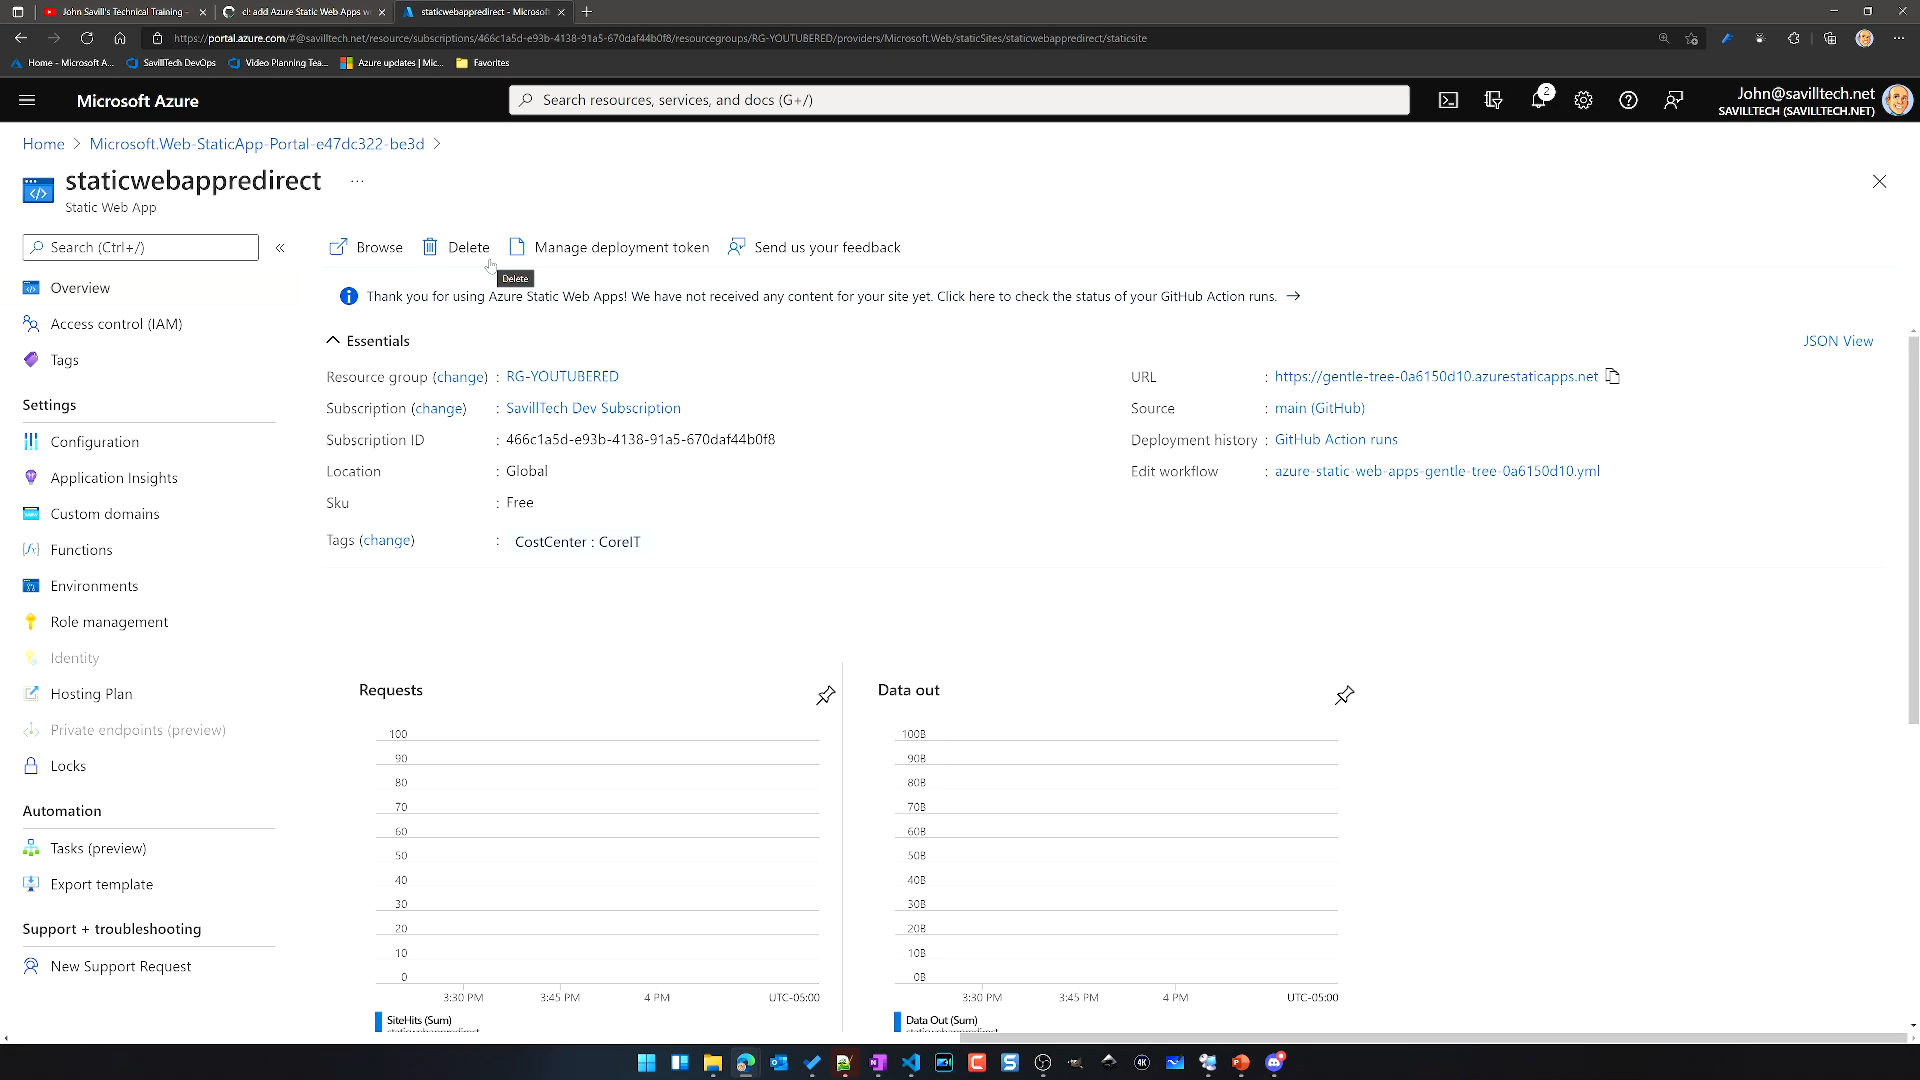 John Savill's Technical Training -
ci: add Azure Static Web Apps w
staticwebappredirect - Microsoft
https://portal.azure.com/#@savilltech.net/resource/subscriptions/466c1a5d-e93b-4138-91a5-670daf44b0f8/resourcegroups/RG-YOUTUBERED/providers/Microsoft.Web/staticSites/staticwebappredirect/staticsite
Home - Microsoft A...
SavillTech DevOps
Video Planning Tea...
Azure updates | Mic...
Favorites
Microsoft Azure
Search resources, services, and docs (G+/)
2
John@savilltech.net
SAVILLTECH (SAVILLTECH.NET)
Home > Microsoft.Web-StaticApp-Portal-e47dc322-be3d >
staticwebappredirect ...
Static Web App
Search (Ctrl+/)
«
Browse
Delete
Manage deployment token
Send us your feedback
Delete
Thank you for using Azure Static Web Apps! We have not received any content for your site yet. Click here to check the status of your GitHub Action runs. →
Overview
Access control (IAM)
Tags
Settings
Configuration
Application Insights
Custom domains
Functions
Environments
Role management
Identity
Hosting Plan
Private endpoints (preview)
Locks
Automation
Tasks (preview)
Export template
Support + troubleshooting
New Support Request
Essentials
JSON View
Resource group (change) : RG-YOUTUBERED
Subscription (change) : SavillTech Dev Subscription
Subscription ID : 466c1a5d-e93b-4138-91a5-670daf44b0f8
Location : Global
Sku : Free
Tags (change) : CostCenter : CoreIT
URL : https://gentle-tree-0a6150d10.azurestaticapps.net
Source : main (GitHub)
Deployment history : GitHub Action runs
Edit workflow : azure-static-web-apps-gentle-tree-0a6150d10.yml
Requests
100
90
80
70
60
50
40
30
20
10
0
3:30 PM 3:45 PM 4 PM UTC-05:00
SiteHits (Sum)
staticwebappredirect
Data out
100B
90B
80B
70B
60B
50B
40B
30B
20B
10B
0B
3:30 PM 3:45 PM 4 PM UTC-05:00
Data Out (Sum)
staticwebappredirect